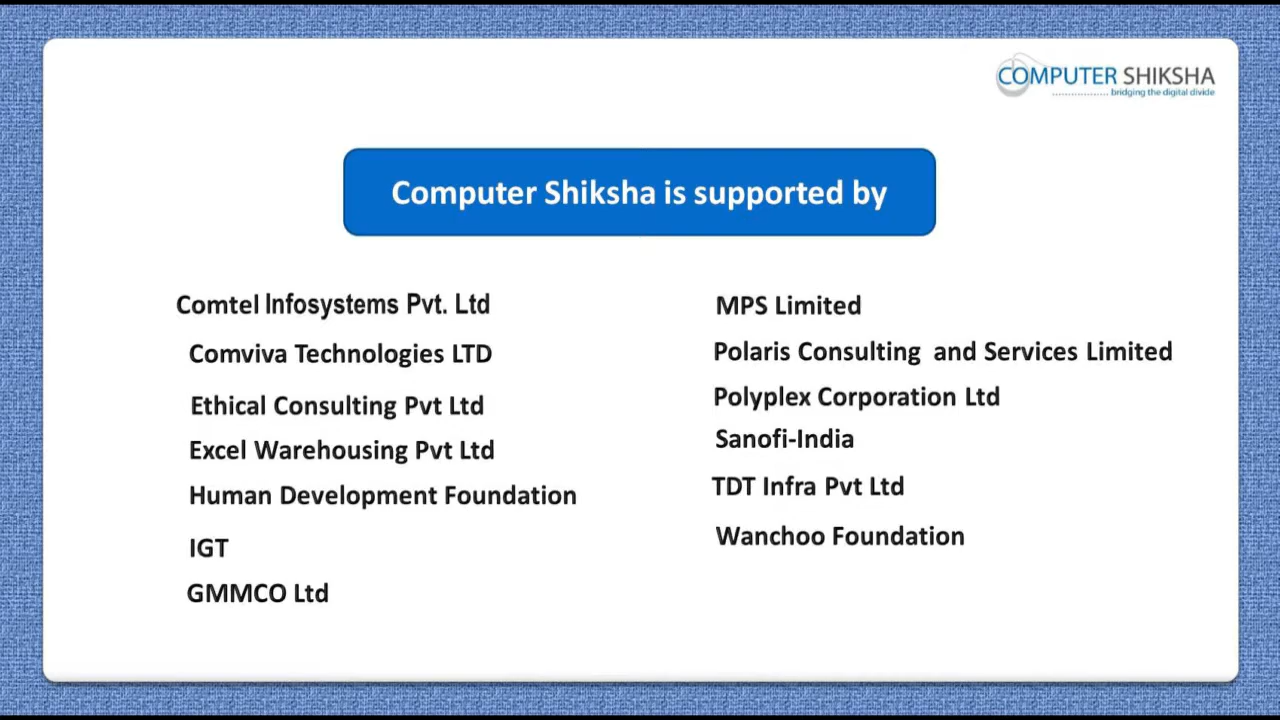 COMPUTER SHIKSHA
bridging the digital divide
Computer Shiksha is supported by
Comtel Infosystems Pvt. Ltd
Comviva Technologies LTD
Ethical Consulting Pvt Ltd
Excel Warehousing Pvt Ltd
Human Development Foundation
IGT
GMMCO Ltd
MPS Limited
Polaris Consulting and Services Limited
Polyplex Corporation Ltd
Sanofi-India
TDT Infra Pvt Ltd
Wanchoo Foundation